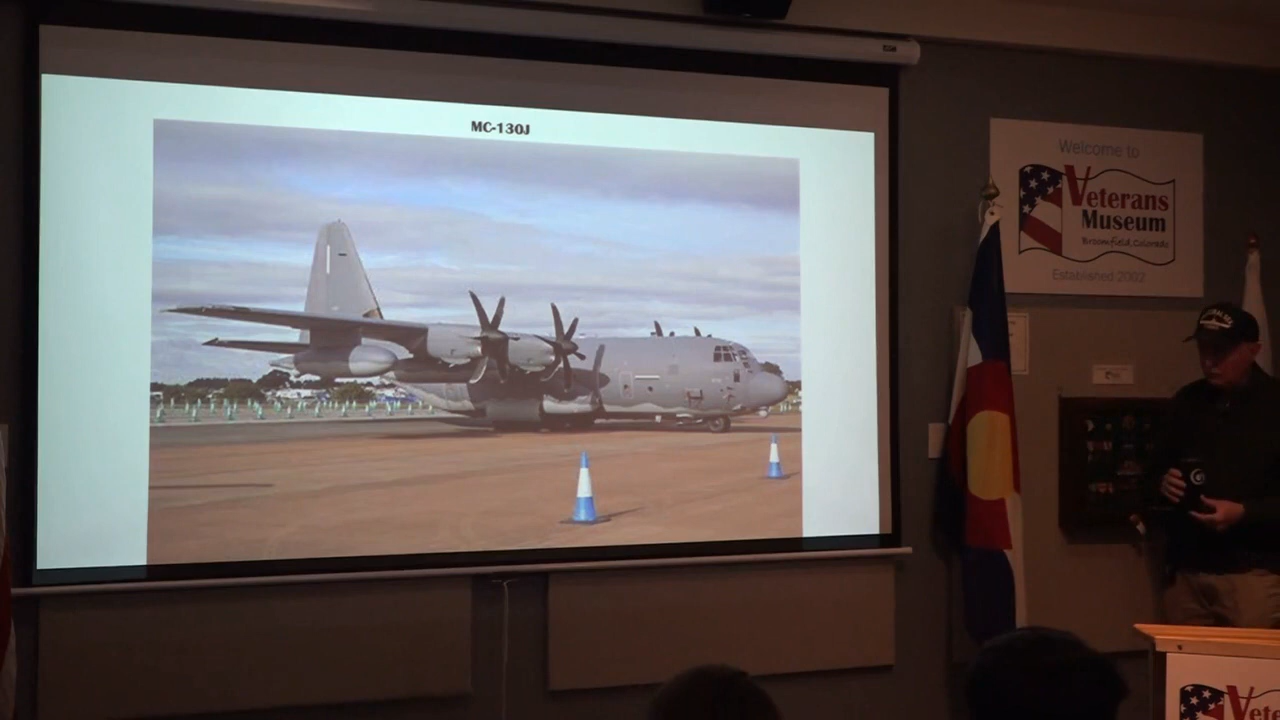 MC-130J
Welcome to
Veterans
Museum
Broomfield, Colorado
Established 2002